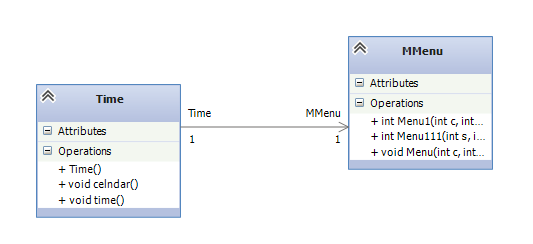 MMenu
Attributes
Operations
+ int Menu1(int c, int...
+ int Menu111(int s, i...
+ void Menu(int c, int...
Time
Attributes
Operations
+ Time()
+ void celndar()
+ void time()
Time
MMenu
1
1